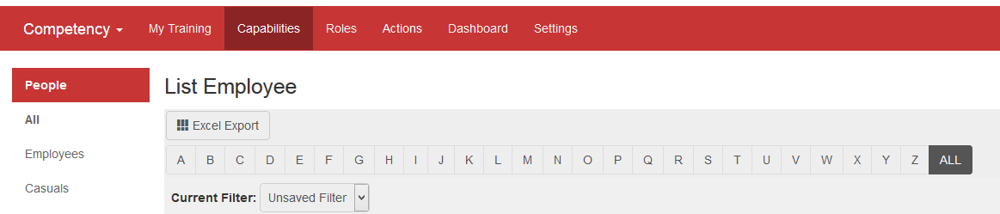 Competency My Training Capabilities Roles Actions Dashboard Settings
People
List Employee
All
Excel Export
Employees
A B C D E F G H I J K L M N O P Q R S T U V W X Y Z ALL
Casuals
Current Filter: Unsaved Filter